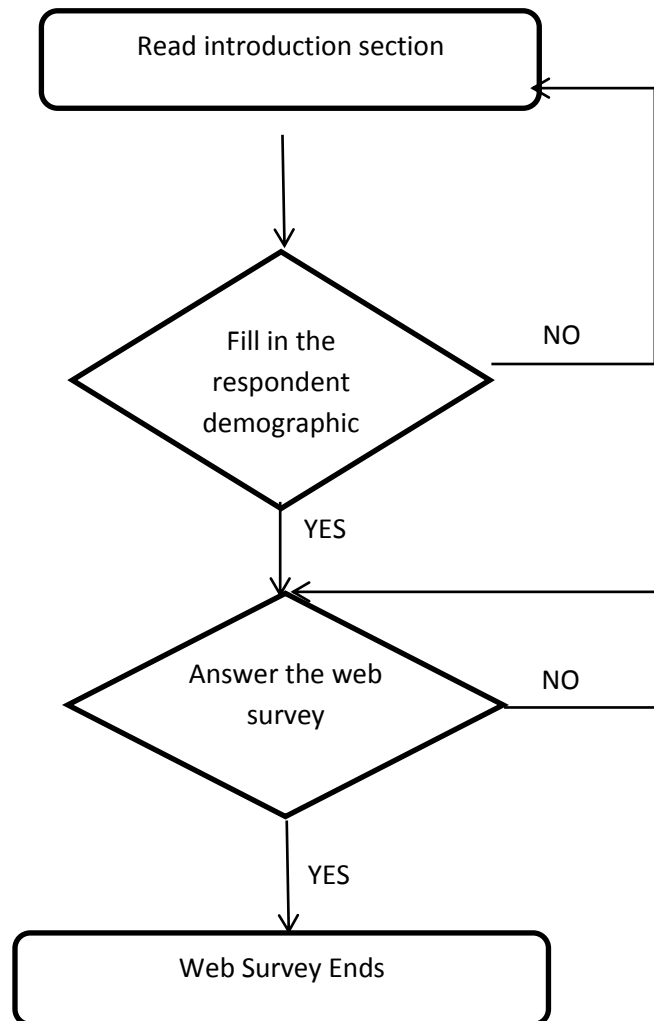 Read introduction section
Fill in the
respondent
demographic
NO
YES
Answer the web
survey
NO
YES
Web Survey Ends